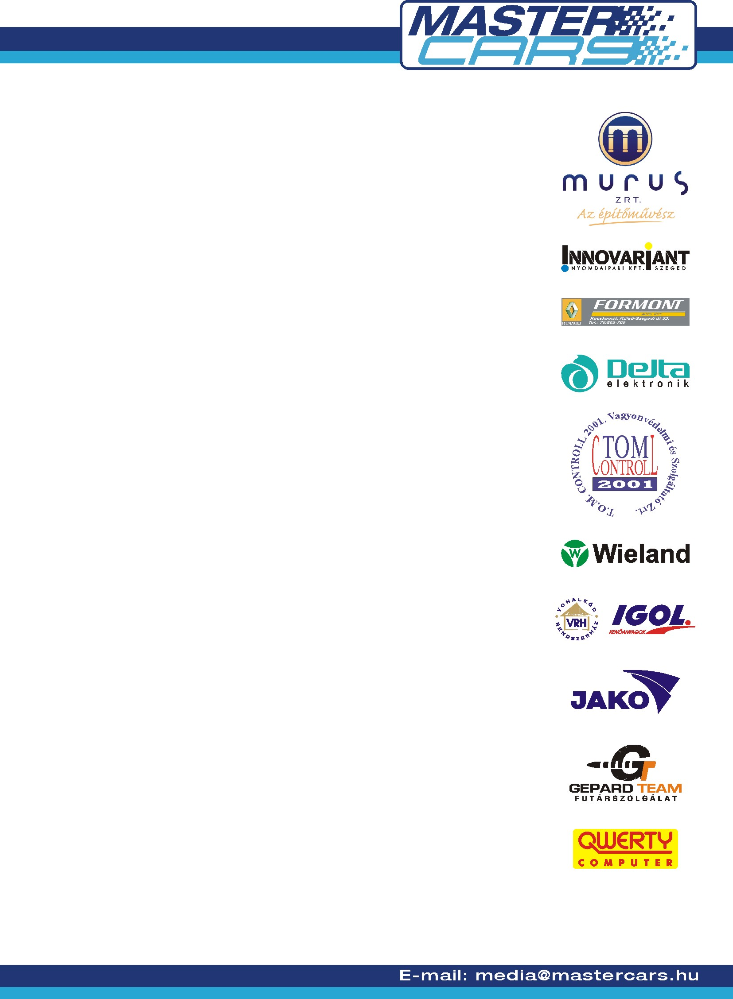 MASTER
CARS
murus
ZRT.
Az építőművész
INNOVARiANT
NYOMDAIPARI KFT. SZEGED
FORMONT
AUTÓ KFT.
Kecskemét, Külső-Szegedi út 53.
Tel.: 76/503-700
RENAULT
Delta
elektronik
T.O.M. CONTROLL 2001. Vagyonvédelmi és Szolgáltató Zrt.
TOM
CONTROLL
2001
W Wieland
VONALKÓD
VRH
RENDSZERHÁZ
IGOL.
KENŐANYAGOK
JAKO
GT
GEPARD TEAM
FUTÁRSZOLGÁLAT
QWERTY
COMPUTER
E-mail: media@mastercars.hu